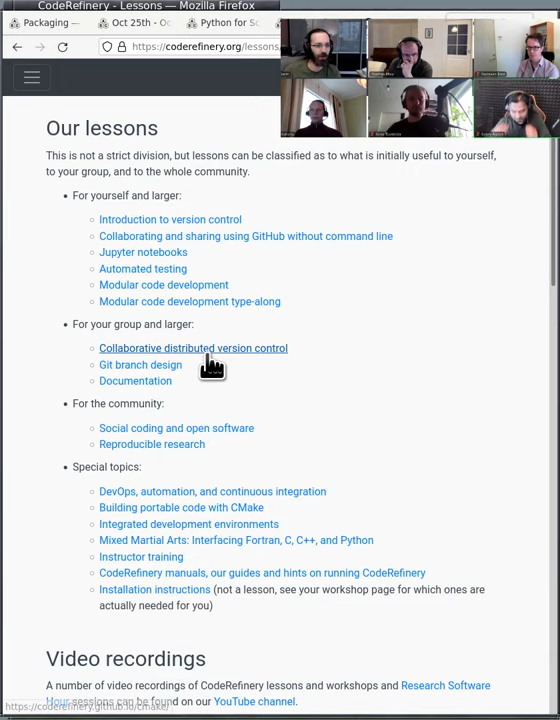 CodeRefinery - Lessons — Mozilla Firefox
Packaging —
Oct 25th - O
Python for Sc
https://coderefinery.org/lessons
Our lessons
This is not a strict division, but lessons can be classified as to what is initially useful to yourself,
to your group, and to the whole community.
• For yourself and larger:
Introduction to version control
Collaborating and sharing using GitHub without command line
Jupyter notebooks
Automated testing
Modular code development
Modular code development type-along
• For your group and larger:
Collaborative distributed version control
Git branch design
Documentation
• For the community:
Social coding and open software
Reproducible research
• Special topics:
DevOps, automation, and continuous integration
Building portable code with CMake
Integrated development environments
Mixed Martial Arts: Interfacing Fortran, C, C++, and Python
Instructor training
CodeRefinery manuals, our guides and hints on running CodeRefinery
Installation instructions (not a lesson, see your workshop page for which ones are
actually needed for you)
Video recordings
A number of video recordings of CodeRefinery lessons and workshops and Research Software
Hour sessions can be found on our YouTube channel.
https://coderefinery.github.io/cmake/